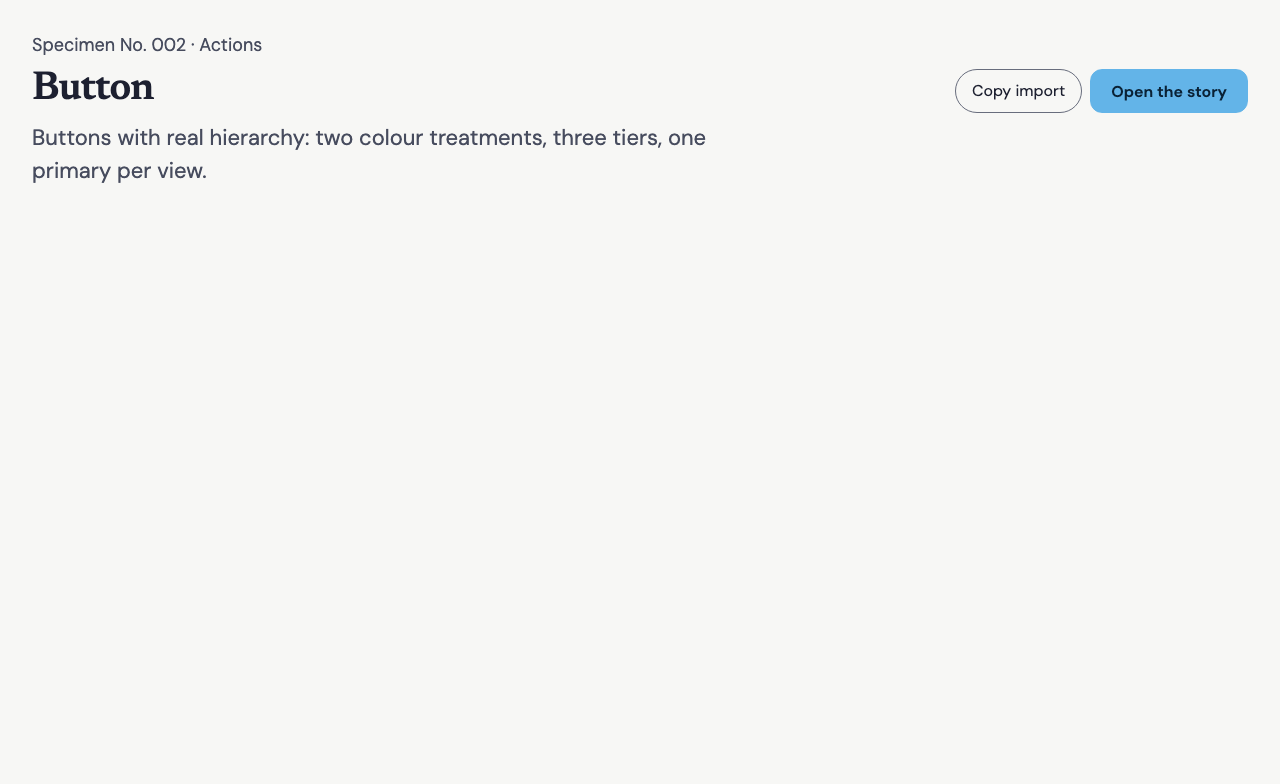 Specimen No. 002 · Actions
Button
Copy import
Open the story
Buttons with real hierarchy: two colour treatments, three tiers, one
primary per view.